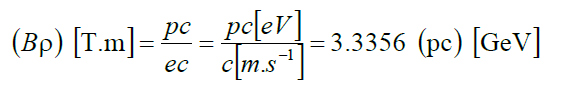 (Bρ) [T.m] = pc/ec = pc[eV]/c[m.s⁻¹] = 3.3356 (pc) [GeV]